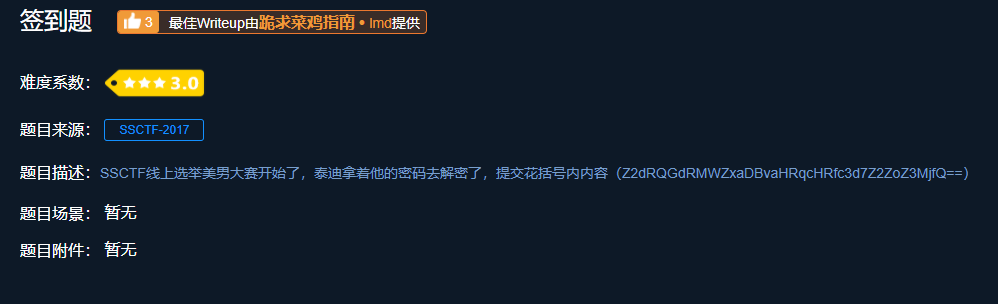 签到题 3 最佳Writeup由跪求菜鸡指南 • lmd提供
难度系数： 3.0
题目来源： SSCTF-2017
题目描述：SSCTF线上选举美男大赛开始了，泰迪拿着他的密码去解密了，提交花括号内内容（Z2dRQGdRMWZxaDBvaHRqcHRfc3d7Z2ZoZ3MjfQ==）
题目场景： 暂无
题目附件： 暂无